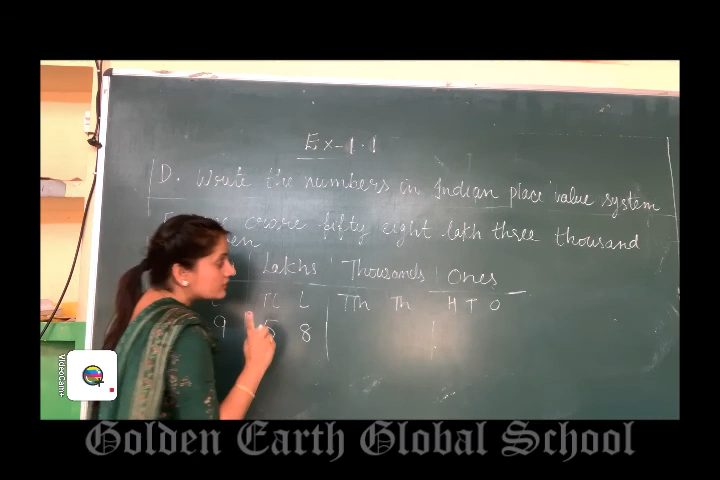 Ex-1.1
D. Write the numbers in Indian place value system
crore fifty eight lakh three thousand
Lakhs Thousands Ones
TL L TTh Th H T O
9 5 8
VideoCam+
Golden Earth Global School